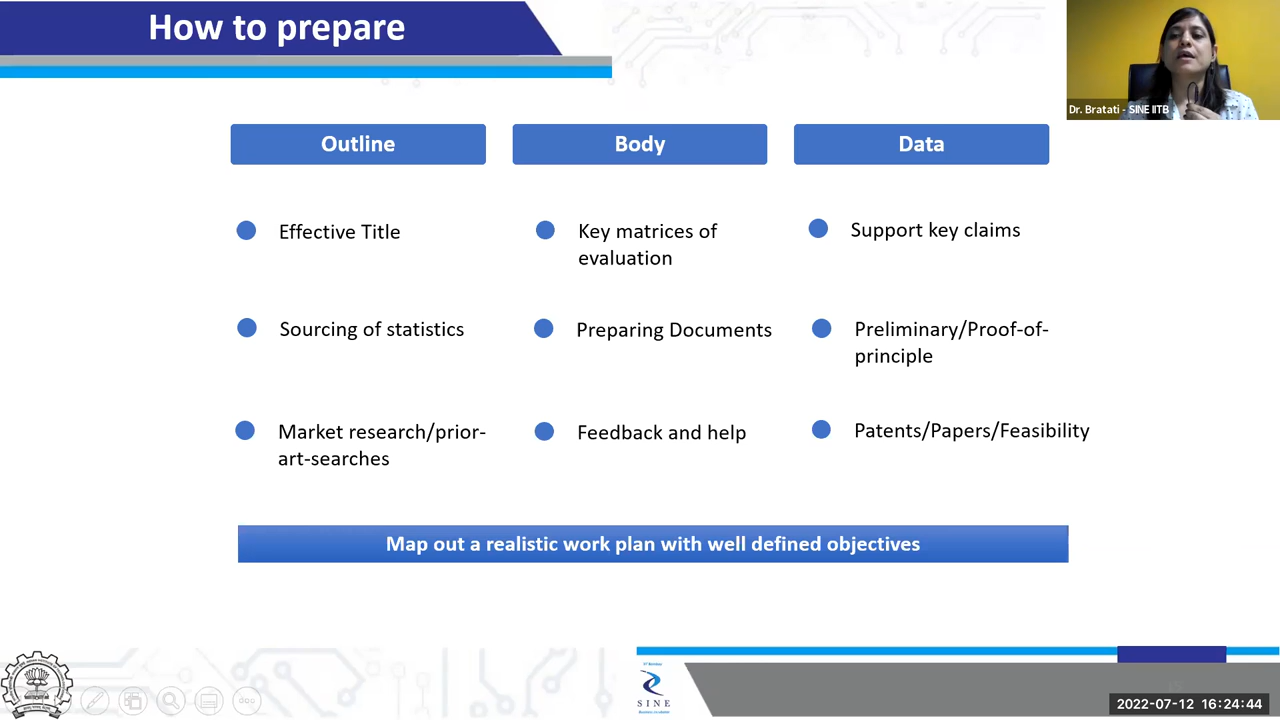 How to prepare
Dr. Bratati - SINE IITB
Outline
Body
Data
Effective Title
Key matrices of
evaluation
Support key claims
Sourcing of statistics
Preparing Documents
Preliminary/Proof-of-
principle
Market research/prior-
art-searches
Feedback and help
Patents/Papers/Feasibility
Map out a realistic work plan with well defined objectives
SINE
2022-07-12 16:24:44